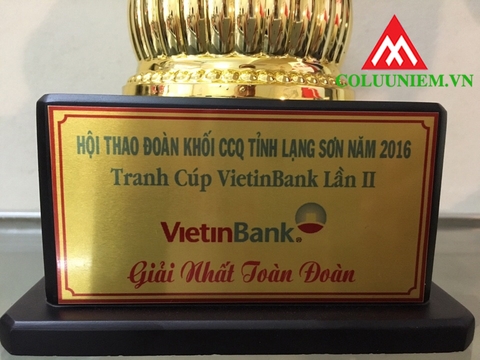 COLUUNIEM.VN
HỘI THAO ĐOÀN KHỐI CCQ TỈNH LẠNG SƠN NĂM 2016
Tranh Cúp VietinBank Lần II
VietinBank
Giải Nhất Toàn Đoàn